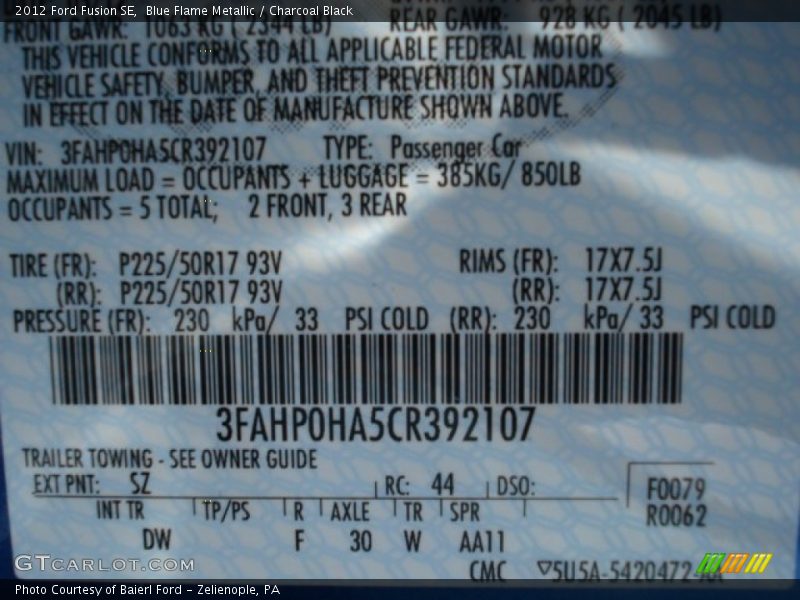 2012 Ford Fusion SE, Blue Flame Metallic / Charcoal Black
FRONT GAWR: 1063 KG ( 2344 LB) REAR GAWR: 928 KG ( 2045 LB)
THIS VEHICLE CONFORMS TO ALL APPLICABLE FEDERAL MOTOR
VEHICLE SAFETY, BUMPER, AND THEFT PREVENTION STANDARDS
IN EFFECT ON THE DATE OF MANUFACTURE SHOWN ABOVE.
VIN: 3FAHP0HA5CR392107 TYPE: Passenger Car
MAXIMUM LOAD = OCCUPANTS + LUGGAGE = 385KG/ 850LB
OCCUPANTS = 5 TOTAL; 2 FRONT, 3 REAR
TIRE (FR): P225/50R17 93V RIMS (FR): 17X7.5J
(RR): P225/50R17 93V (RR): 17X7.5J
PRESSURE (FR): 230 kPa/ 33 PSI COLD (RR): 230 kPa/ 33 PSI COLD
3FAHP0HA5CR392107
TRAILER TOWING - SEE OWNER GUIDE
EXT PNT: SZ RC: 44 DSO: F0079
R0062
INT TR TP/PS R AXLE TR SPR
DW F 30 W AA11
CMC ▽5U5A-5420472-AA
GTCarLot.com
Photo Courtesy of Baierl Ford - Zelienople, PA